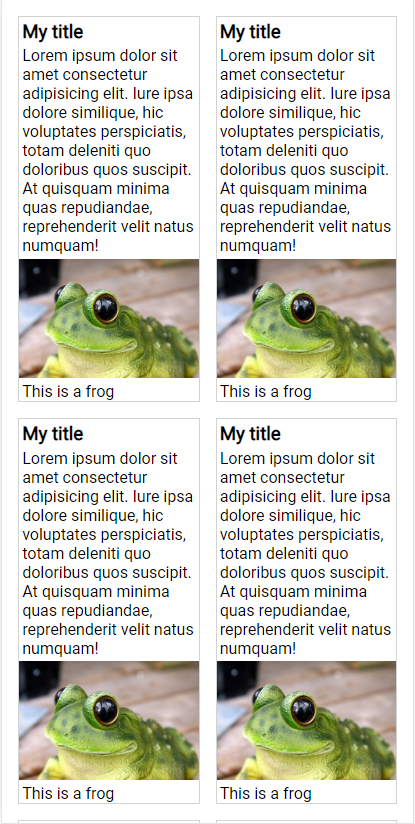 My title
Lorem ipsum dolor sit
amet consectetur
adipisicing elit. Iure ipsa
dolore similique, hic
voluptates perspiciatis,
totam deleniti quo
doloribus quos suscipit.
At quisquam minima
quas repudiandae,
reprehenderit velit natus
numquam!
This is a frog
My title
Lorem ipsum dolor sit
amet consectetur
adipisicing elit. Iure ipsa
dolore similique, hic
voluptates perspiciatis,
totam deleniti quo
doloribus quos suscipit.
At quisquam minima
quas repudiandae,
reprehenderit velit natus
numquam!
This is a frog
My title
Lorem ipsum dolor sit
amet consectetur
adipisicing elit. Iure ipsa
dolore similique, hic
voluptates perspiciatis,
totam deleniti quo
doloribus quos suscipit.
At quisquam minima
quas repudiandae,
reprehenderit velit natus
numquam!
This is a frog
My title
Lorem ipsum dolor sit
amet consectetur
adipisicing elit. Iure ipsa
dolore similique, hic
voluptates perspiciatis,
totam deleniti quo
doloribus quos suscipit.
At quisquam minima
quas repudiandae,
reprehenderit velit natus
numquam!
This is a frog